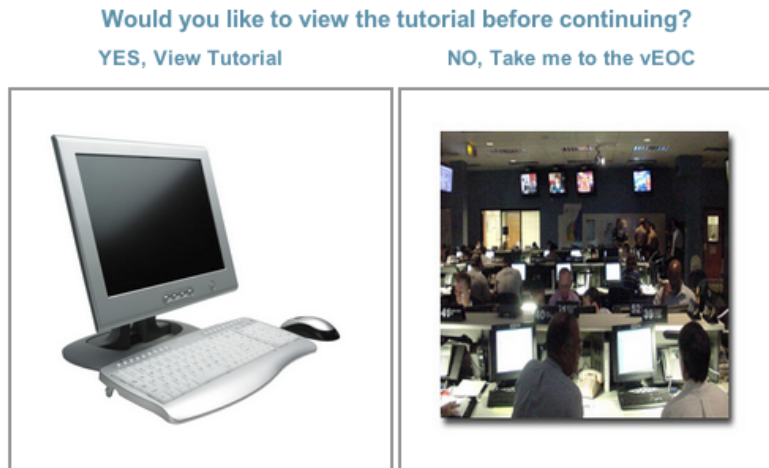 Would you like to view the tutorial before continuing?
YES, View Tutorial
NO, Take me to the vEOC